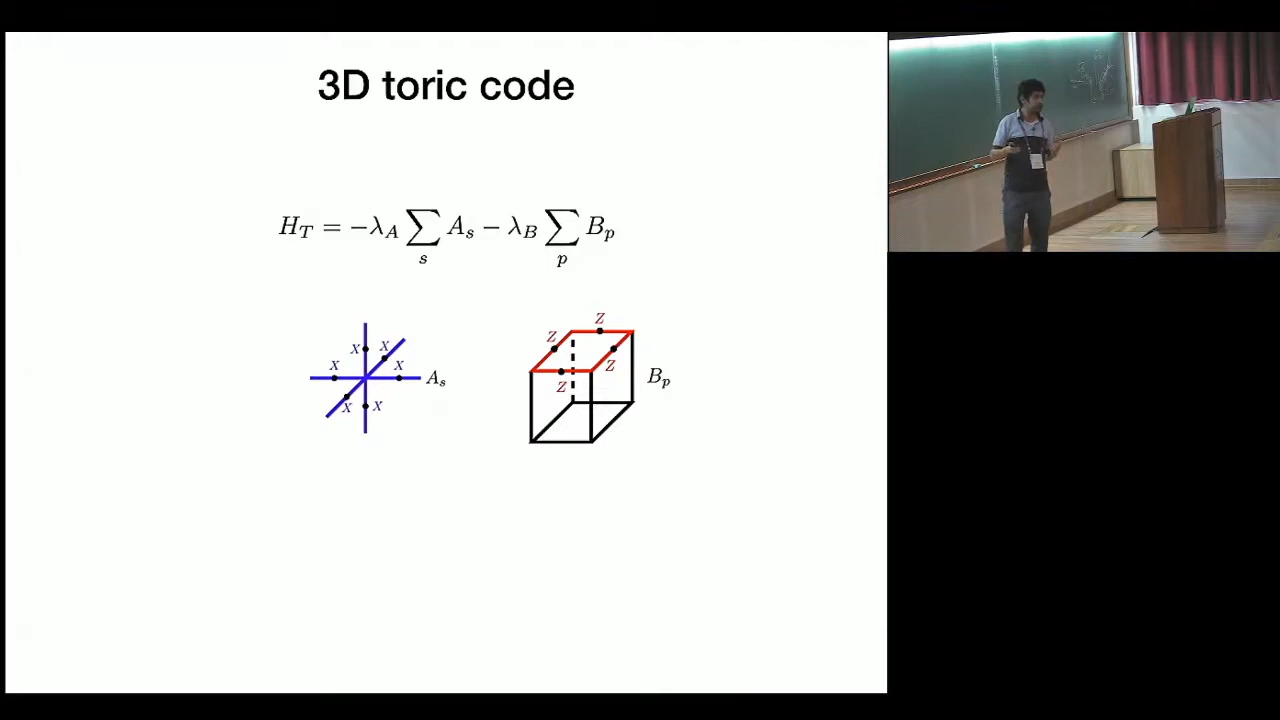 3D toric code
H_T = −λ_A ∑_s A_s − λ_B ∑_p B_p
X X X X X X A_s
Z Z Z Z B_p